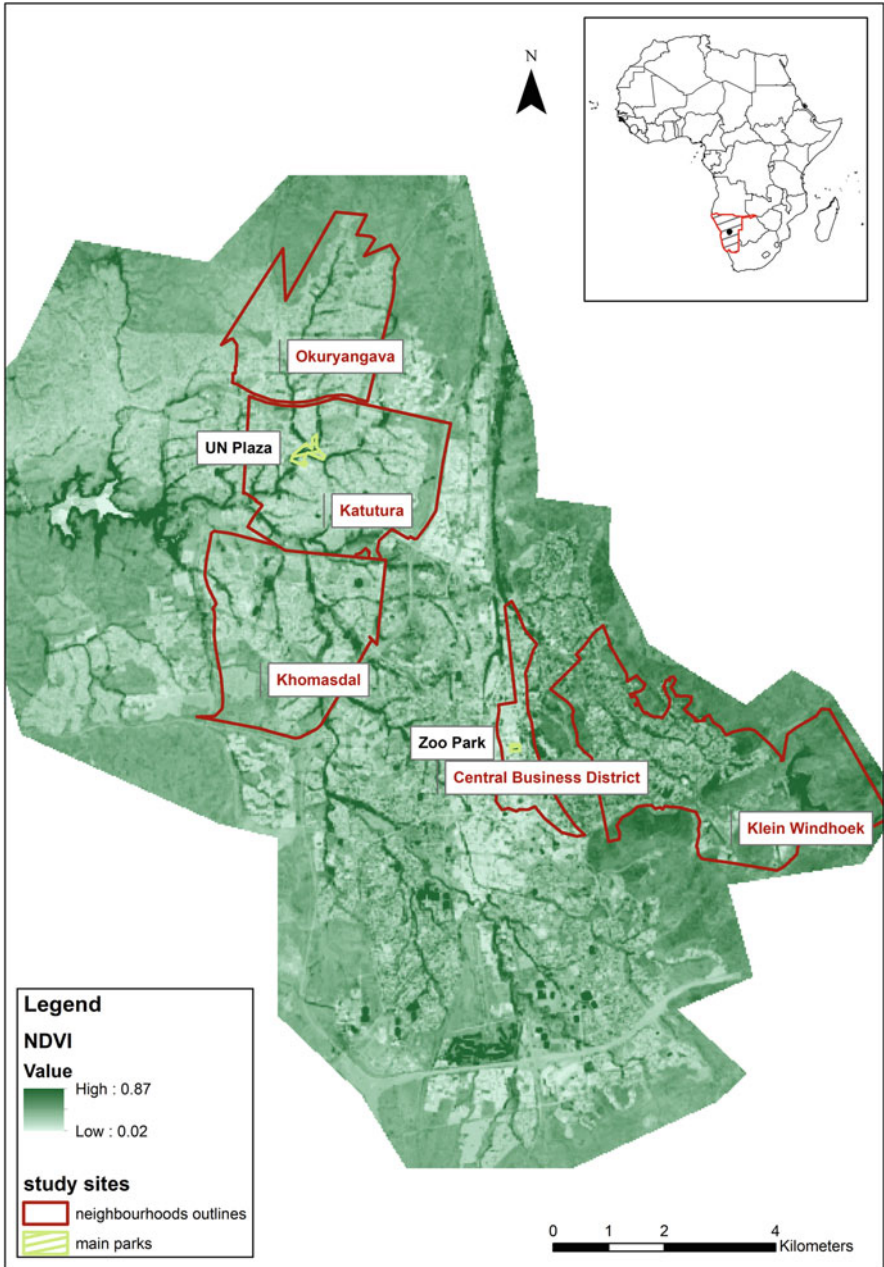 N
Okuryangava
UN Plaza
Katutura
Khomasdal
Zoo Park
Central Business District
Klein Windhoek
Legend
NDVI
Value
High : 0.87
Low : 0.02
study sites
neighbourhoods outlines
main parks
0 1 2 4
Kilometers